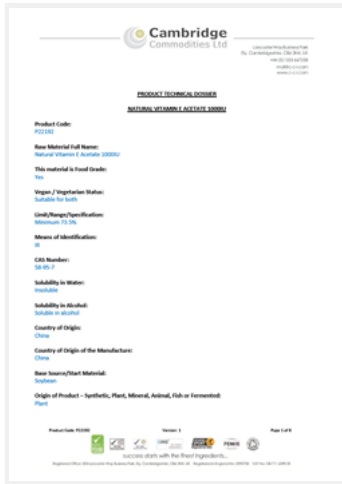 Cambridge
Commodities Ltd
PRODUCT TECHNICAL DOSSIER
NATURAL VITAMIN E ACETATE 1000IU
Product Code:
P22192
Raw Material Full Name:
Natural Vitamin E Acetate 1000IU
This material is Food Grade:
Yes
Vegan / Vegetarian Status:
Suitable for both
Limit/Range/Specification:
Minimum 73.5%
Means of Identification:
IR
CAS Number:
58-95-7
Solubility in Water:
Insoluble
Solubility in Alcohol:
Soluble in alcohol
Country of Origin:
China
Country of Origin of the Manufacture:
China
Base Source/Start Material:
Soybean
Origin of Product – Synthetic, Plant, Mineral, Animal, Fish or Fermented:
Plant
Product Code: P22192 Version: 1 Page 1 of 8
success starts with the finest ingredients...